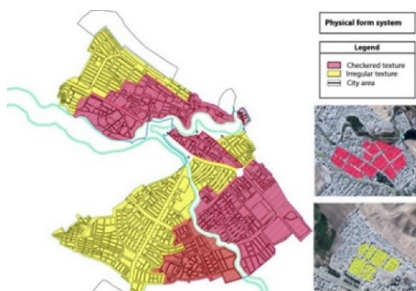 Physical form system
Legend
Checkered texture
Irregular texture
City area